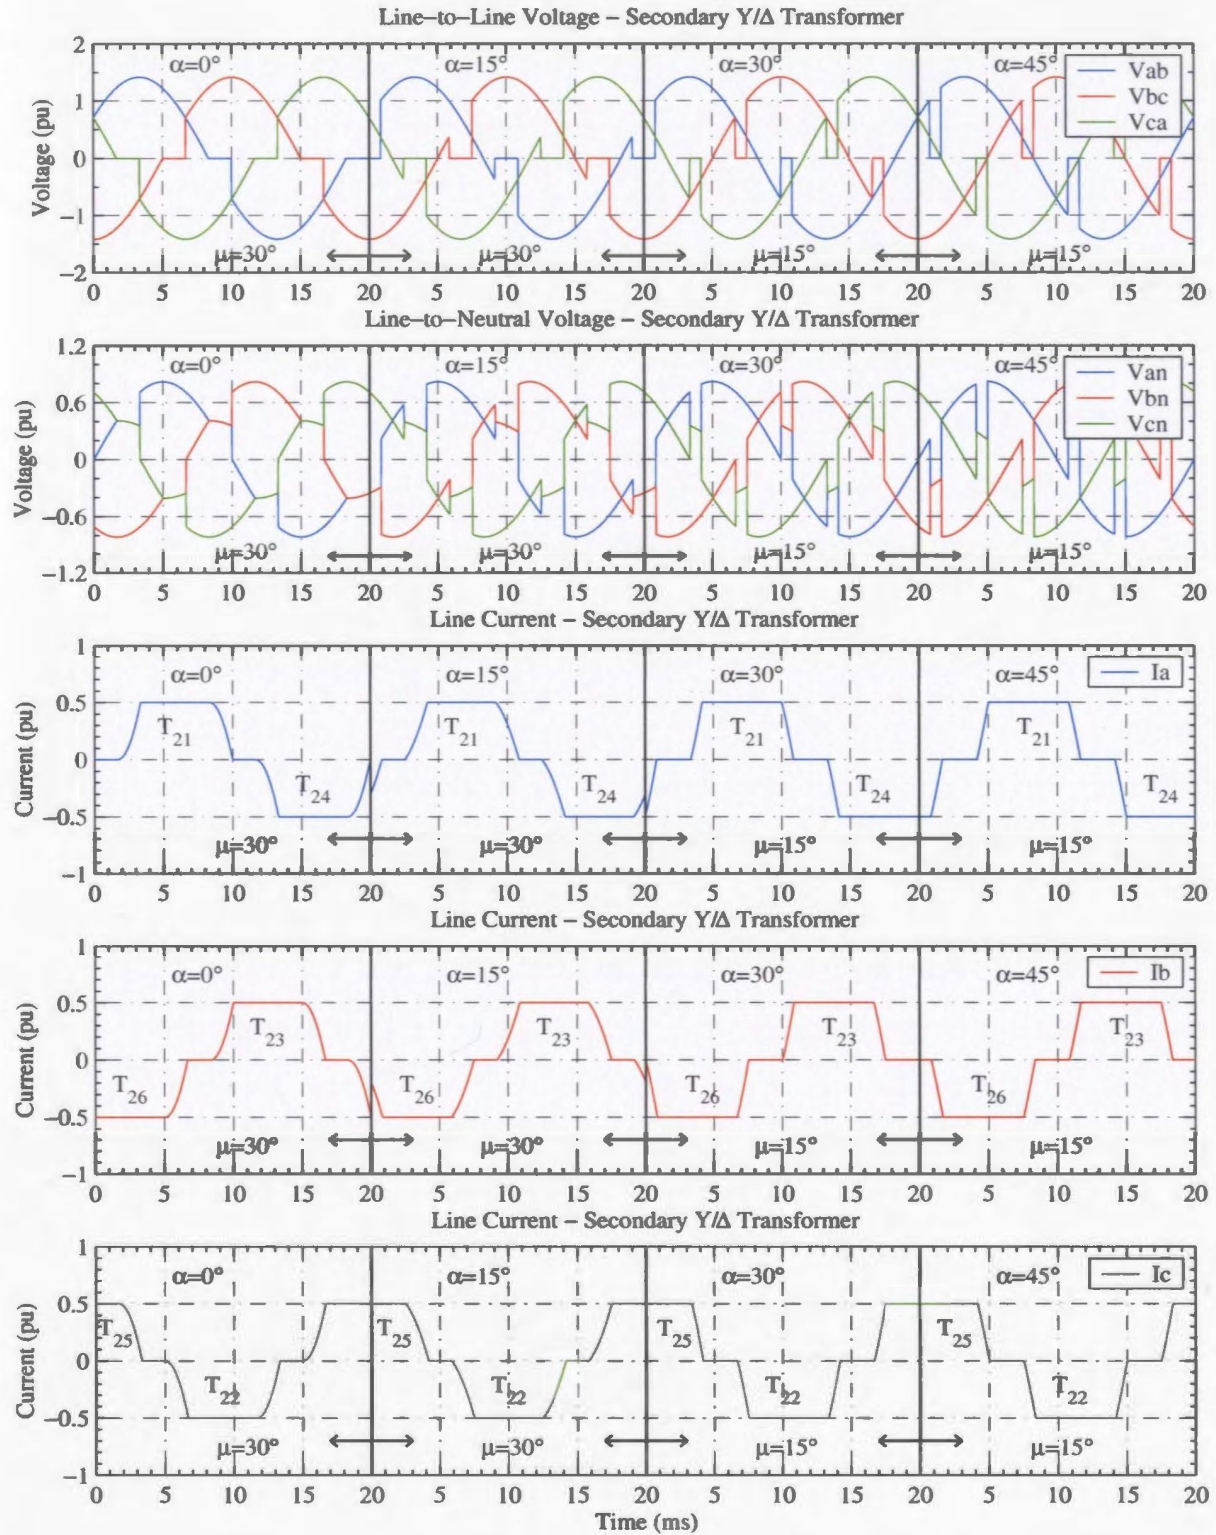 Line–to–Line Voltage – Secondary Y/Δ Transformer
Voltage (pu)
2
1
0
−1
−2
α=0°
α=15°
α=30°
α=45°
Vab
Vbc
Vca
μ=30°
μ=30°
μ=15°
μ=15°
0 5 10 15 20 5 10 15 20 5 10 15 20 5 10 15 20
Line–to–Neutral Voltage – Secondary Y/Δ Transformer
Voltage (pu)
1.2
0.6
0
−0.6
−1.2
α=0°
α=15°
α=30°
α=45°
Van
Vbn
Vcn
μ=30°
μ=30°
μ=15°
μ=15°
0 5 10 15 20 5 10 15 20 5 10 15 20 5 10 15 20
Line Current – Secondary Y/Δ Transformer
Current (pu)
1
0.5
0
−0.5
−1
α=0°
α=15°
α=30°
α=45°
Ia
T21
T21
T21
T21
T24
T24
T24
T24
μ=30°
μ=30°
μ=15°
μ=15°
0 5 10 15 20 5 10 15 20 5 10 15 20 5 10 15 20
Line Current – Secondary Y/Δ Transformer
Current (pu)
1
0.5
0
−0.5
−1
α=0°
α=15°
α=30°
α=45°
Ib
T23
T23
T23
T23
T26
T26
T26
T26
μ=30°
μ=30°
μ=15°
μ=15°
0 5 10 15 20 5 10 15 20 5 10 15 20 5 10 15 20
Line Current – Secondary Y/Δ Transformer
Current (pu)
1
0.5
0
−0.5
−1
α=0°
α=15°
α=30°
α=45°
Ic
T25
T25
T25
T25
T22
T22
T22
T22
μ=30°
μ=30°
μ=15°
μ=15°
0 5 10 15 20 5 10 15 20 5 10 15 20 5 10 15 20
Time (ms)